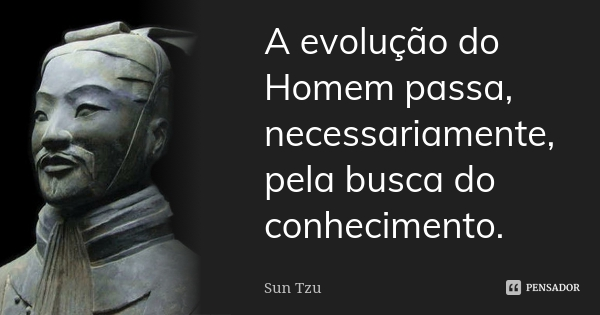 A evolução do
Homem passa,
necessariamente,
pela busca do
conhecimento.
Sun Tzu
PENSADOR